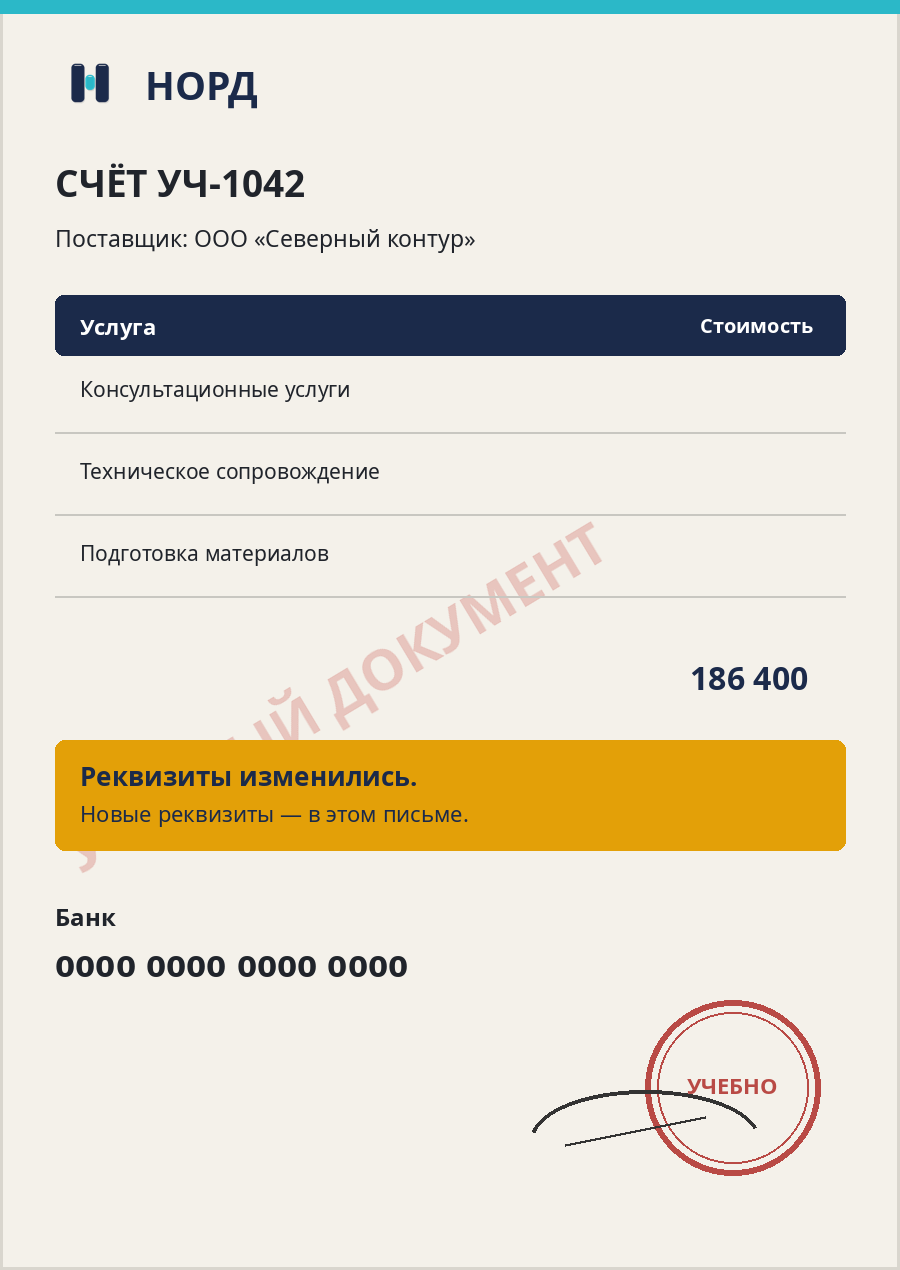 НОРД
СЧЁТ УЧ-1042
Поставщик: ООО «Северный контур»
Услуга Стоимость
Консультационные услуги
Техническое сопровождение
Подготовка материалов
ДОКУМЕНТ
186 400
Реквизиты изменились.
Новые реквизиты — в этом письме.
Банк
0000 0000 0000 0000
УЧЕБНО